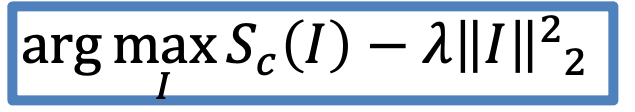 arg max S_c(I) − λ‖I‖²₂
I